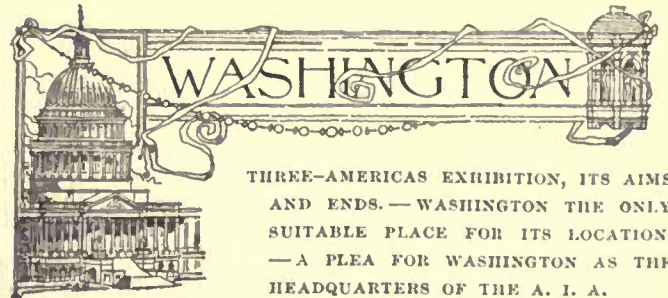 WASHINGTON
THREE-AMERICAS EXHIBITION, ITS AIMS
AND ENDS. — WASHINGTON THE ONLY
SUITABLE PLACE FOR ITS LOCATION
— A PLEA FOR WASHINGTON AS THE
HEADQUARTERS OF THE A. I. A.